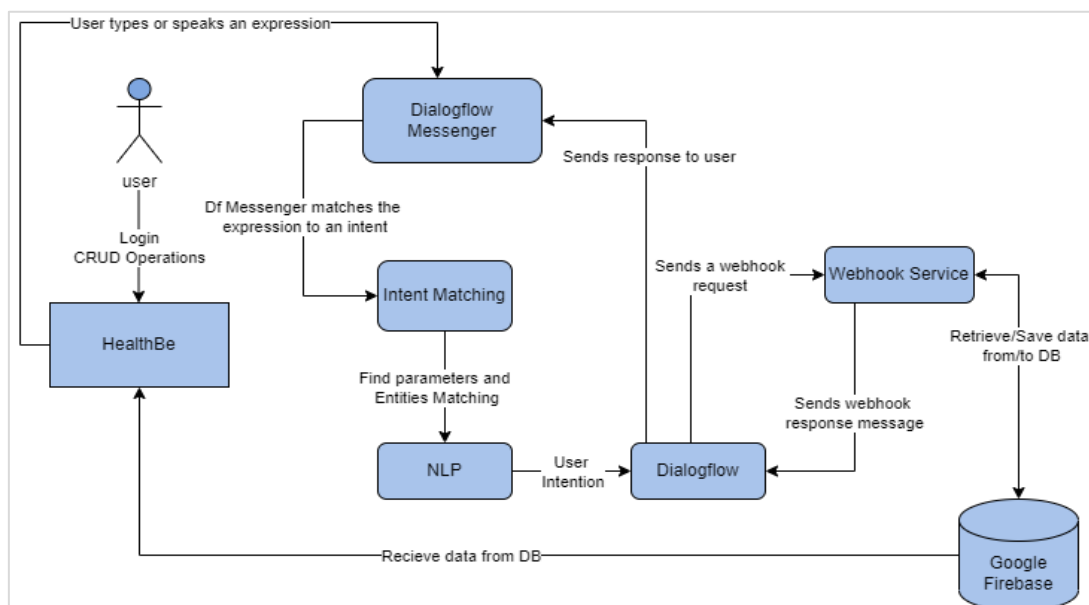 User types or speaks an expression
Dialogflow
Messenger
Sends response to user
user
Df Messenger matches the
expression to an intent
Login
CRUD Operations
Sends a webhook
request
Webhook Service
Intent Matching
HealthBe
Retrieve/Save data
from/to DB
Find parameters and
Entities Matching
Sends webhook
response message
NLP
User
Intention
Dialogflow
Recieve data from DB
Google
Firebase